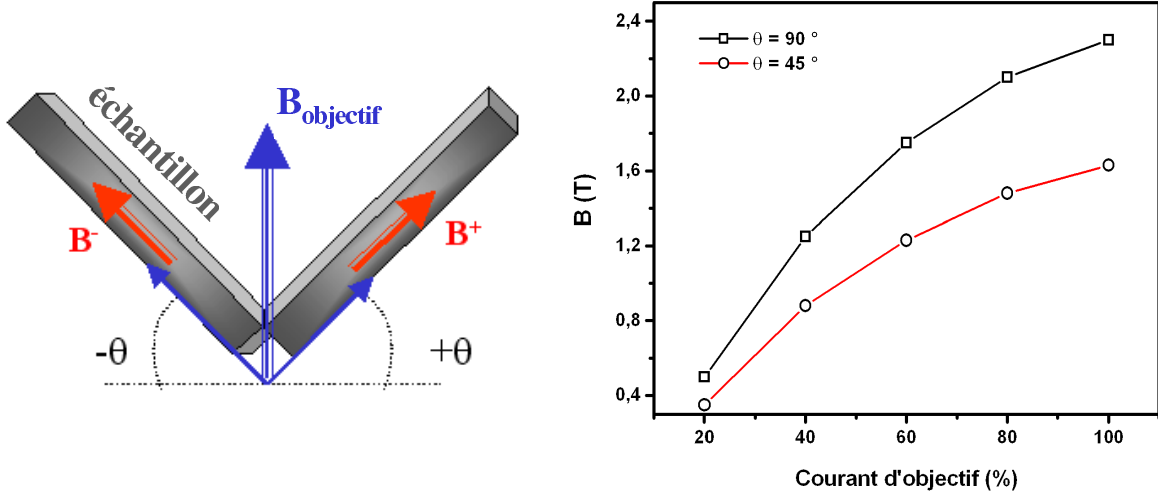 échantillon
B objectif
B⁻
B⁺
-θ
+θ
θ = 90 °
θ = 45 °
B (T)
2,4
2,0
1,6
1,2
0,8
0,4
20 40 60 80 100
Courant d'objectif (%)